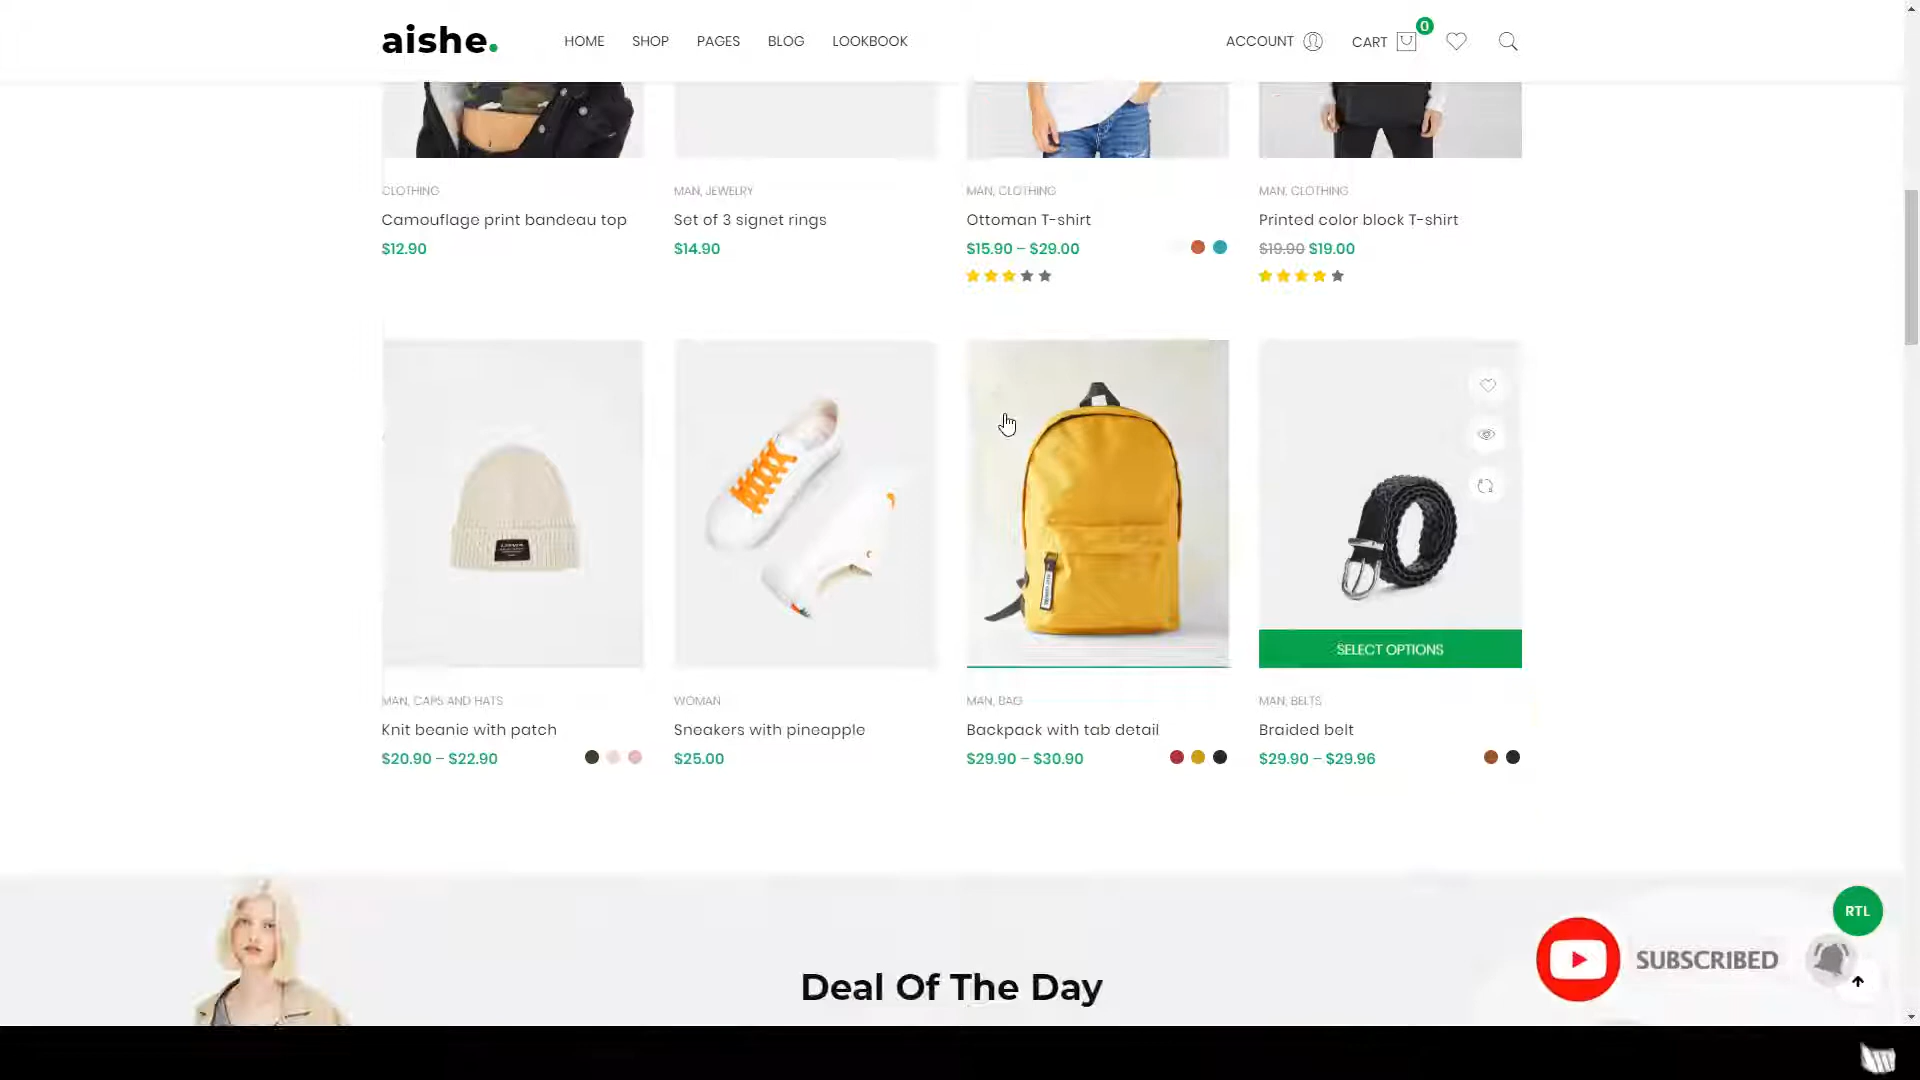 aishe.
HOME SHOP PAGES BLOG LOOKBOOK
ACCOUNT CART 0
CLOTHING
Camouflage print bandeau top
$12.90
MAN, JEWELRY
Set of 3 signet rings
$14.90
MAN, CLOTHING
Ottoman T-shirt
$15.90 – $29.00
MAN, CLOTHING
Printed color block T-shirt
$19.90 $19.00
SELECT OPTIONS
MAN, CAPS AND HATS
Knit beanie with patch
$20.90 – $22.90
WOMAN
Sneakers with pineapple
$25.00
MAN, BAG
Backpack with tab detail
$29.90 – $30.90
MAN, BELTS
Braided belt
$29.90 – $29.96
RTL
SUBSCRIBED
Deal Of The Day